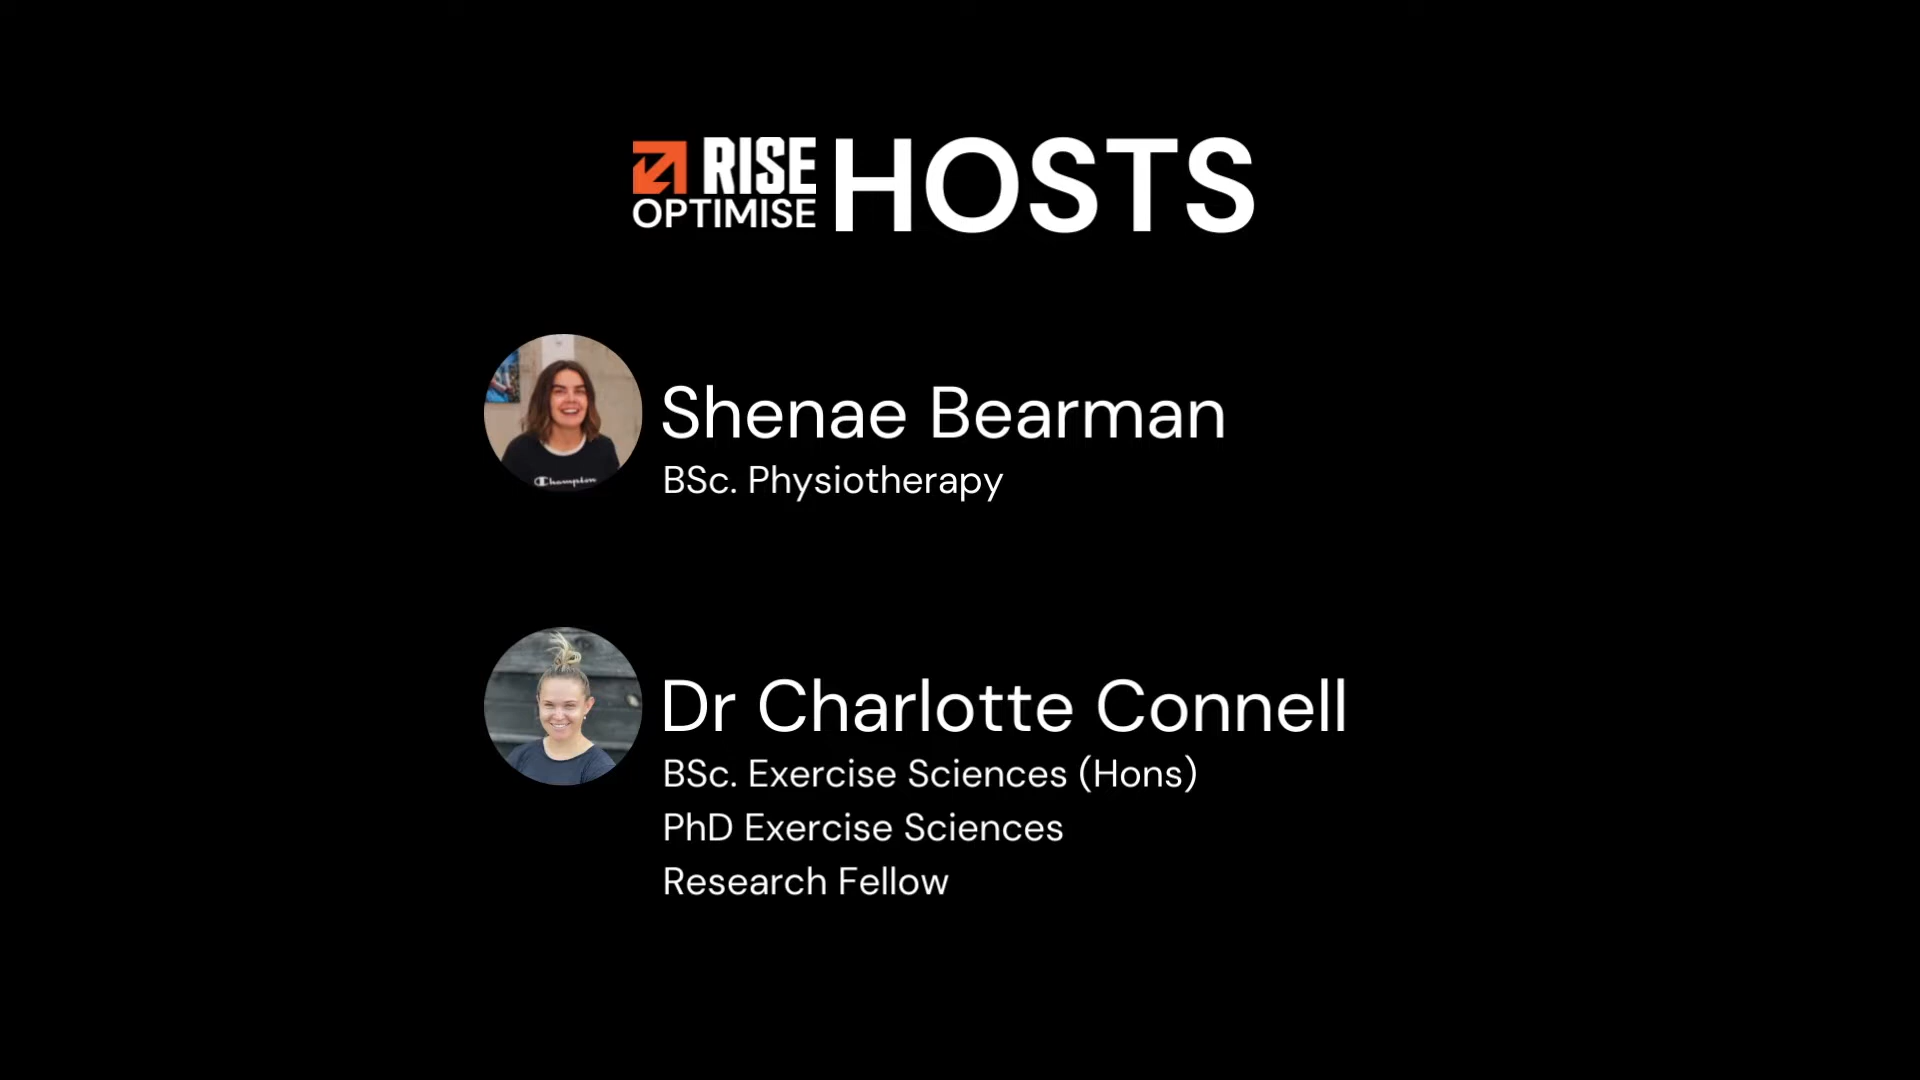 RISE
OPTIMISE
HOSTS
Shenae Bearman
BSc. Physiotherapy
Champion
Dr Charlotte Connell
BSc. Exercise Sciences (Hons)
PhD Exercise Sciences
Research Fellow